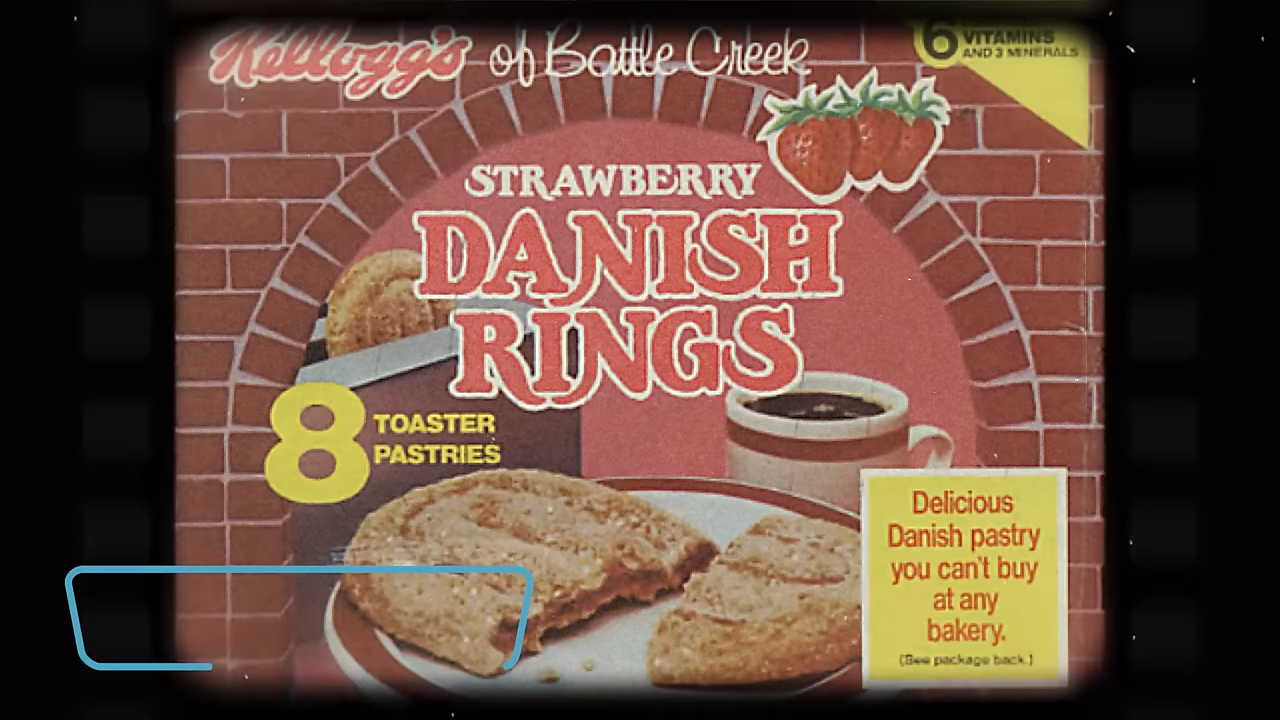 Kellogg's of Battle Creek
6 VITAMINS
AND 3 MINERALS
STRAWBERRY
DANISH
RINGS
8 TOASTER
PASTRIES
Delicious
Danish pastry
you can't buy
at any
bakery.
(See package back.)